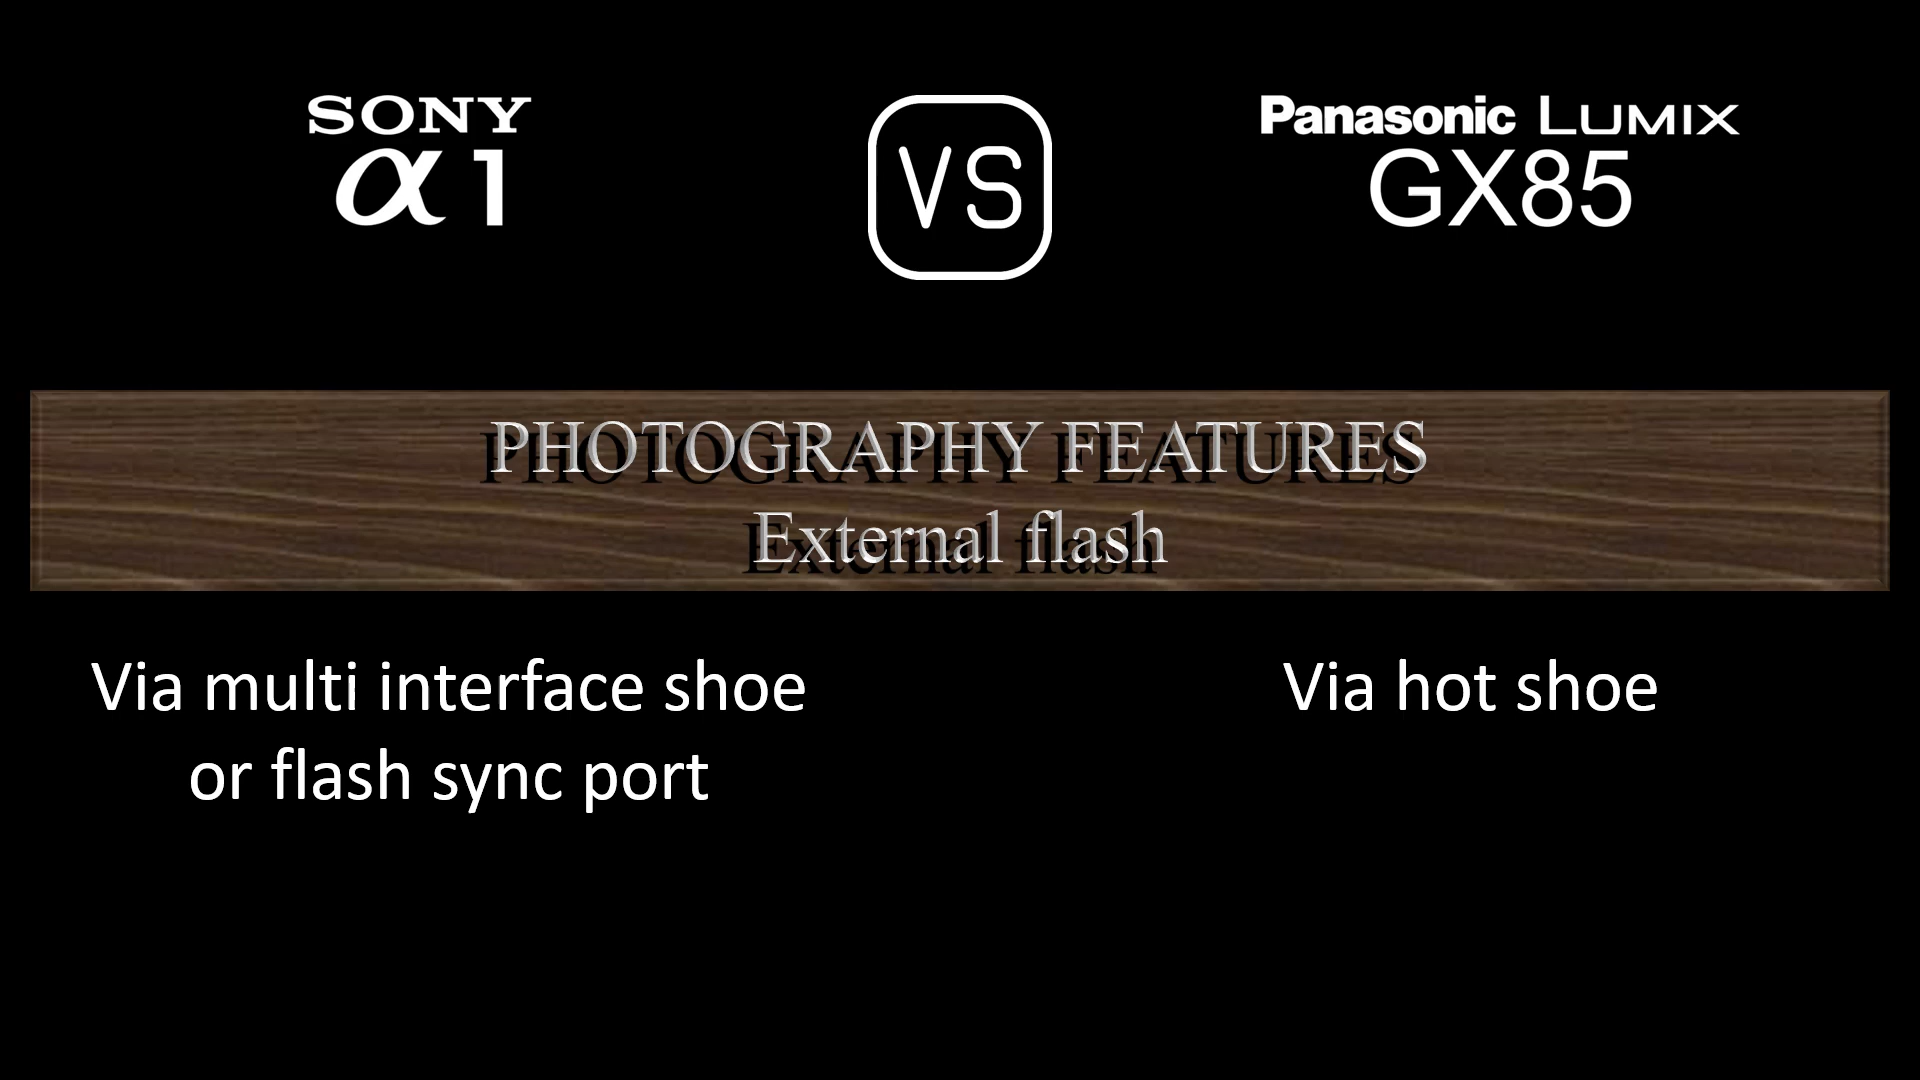 SONY
α1
VS
Panasonic LUMIX
GX85
PHOTOGRAPHY FEATURES
External flash
Via multi interface shoe
or flash sync port
Via hot shoe